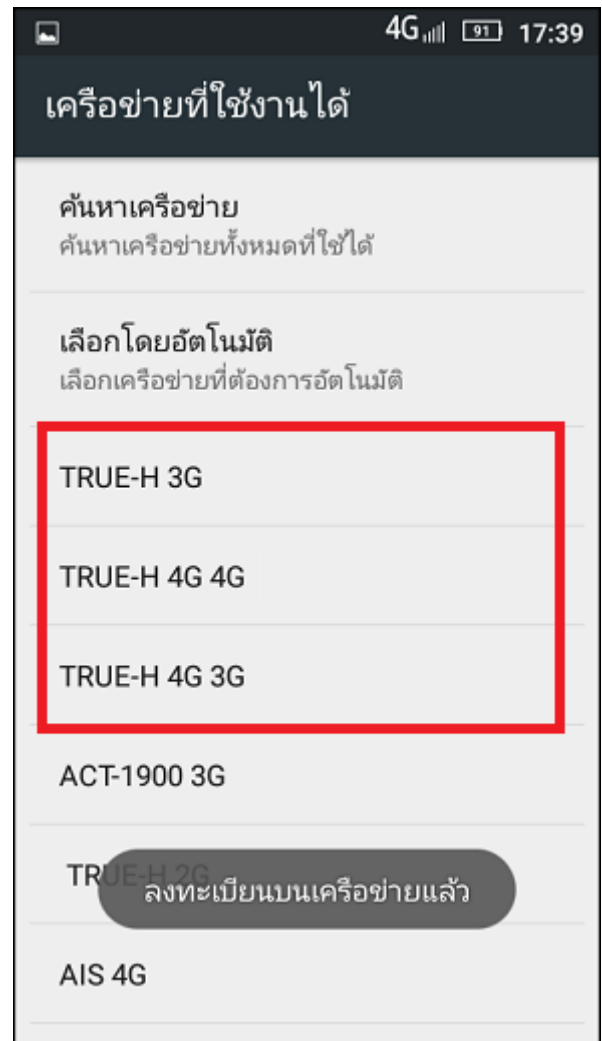 4G 91 17:39
เครือข่ายที่ใช้งานได้
ค้นหาเครือข่าย
ค้นหาเครือข่ายทั้งหมดที่ใช้ได้
เลือกโดยอัตโนมัติ
เลือกเครือข่ายที่ต้องการอัตโนมัติ
TRUE-H 3G
TRUE-H 4G 4G
TRUE-H 4G 3G
ACT-1900 3G
TRUE-H 2G
ลงทะเบียนบนเครือข่ายแล้ว
AIS 4G